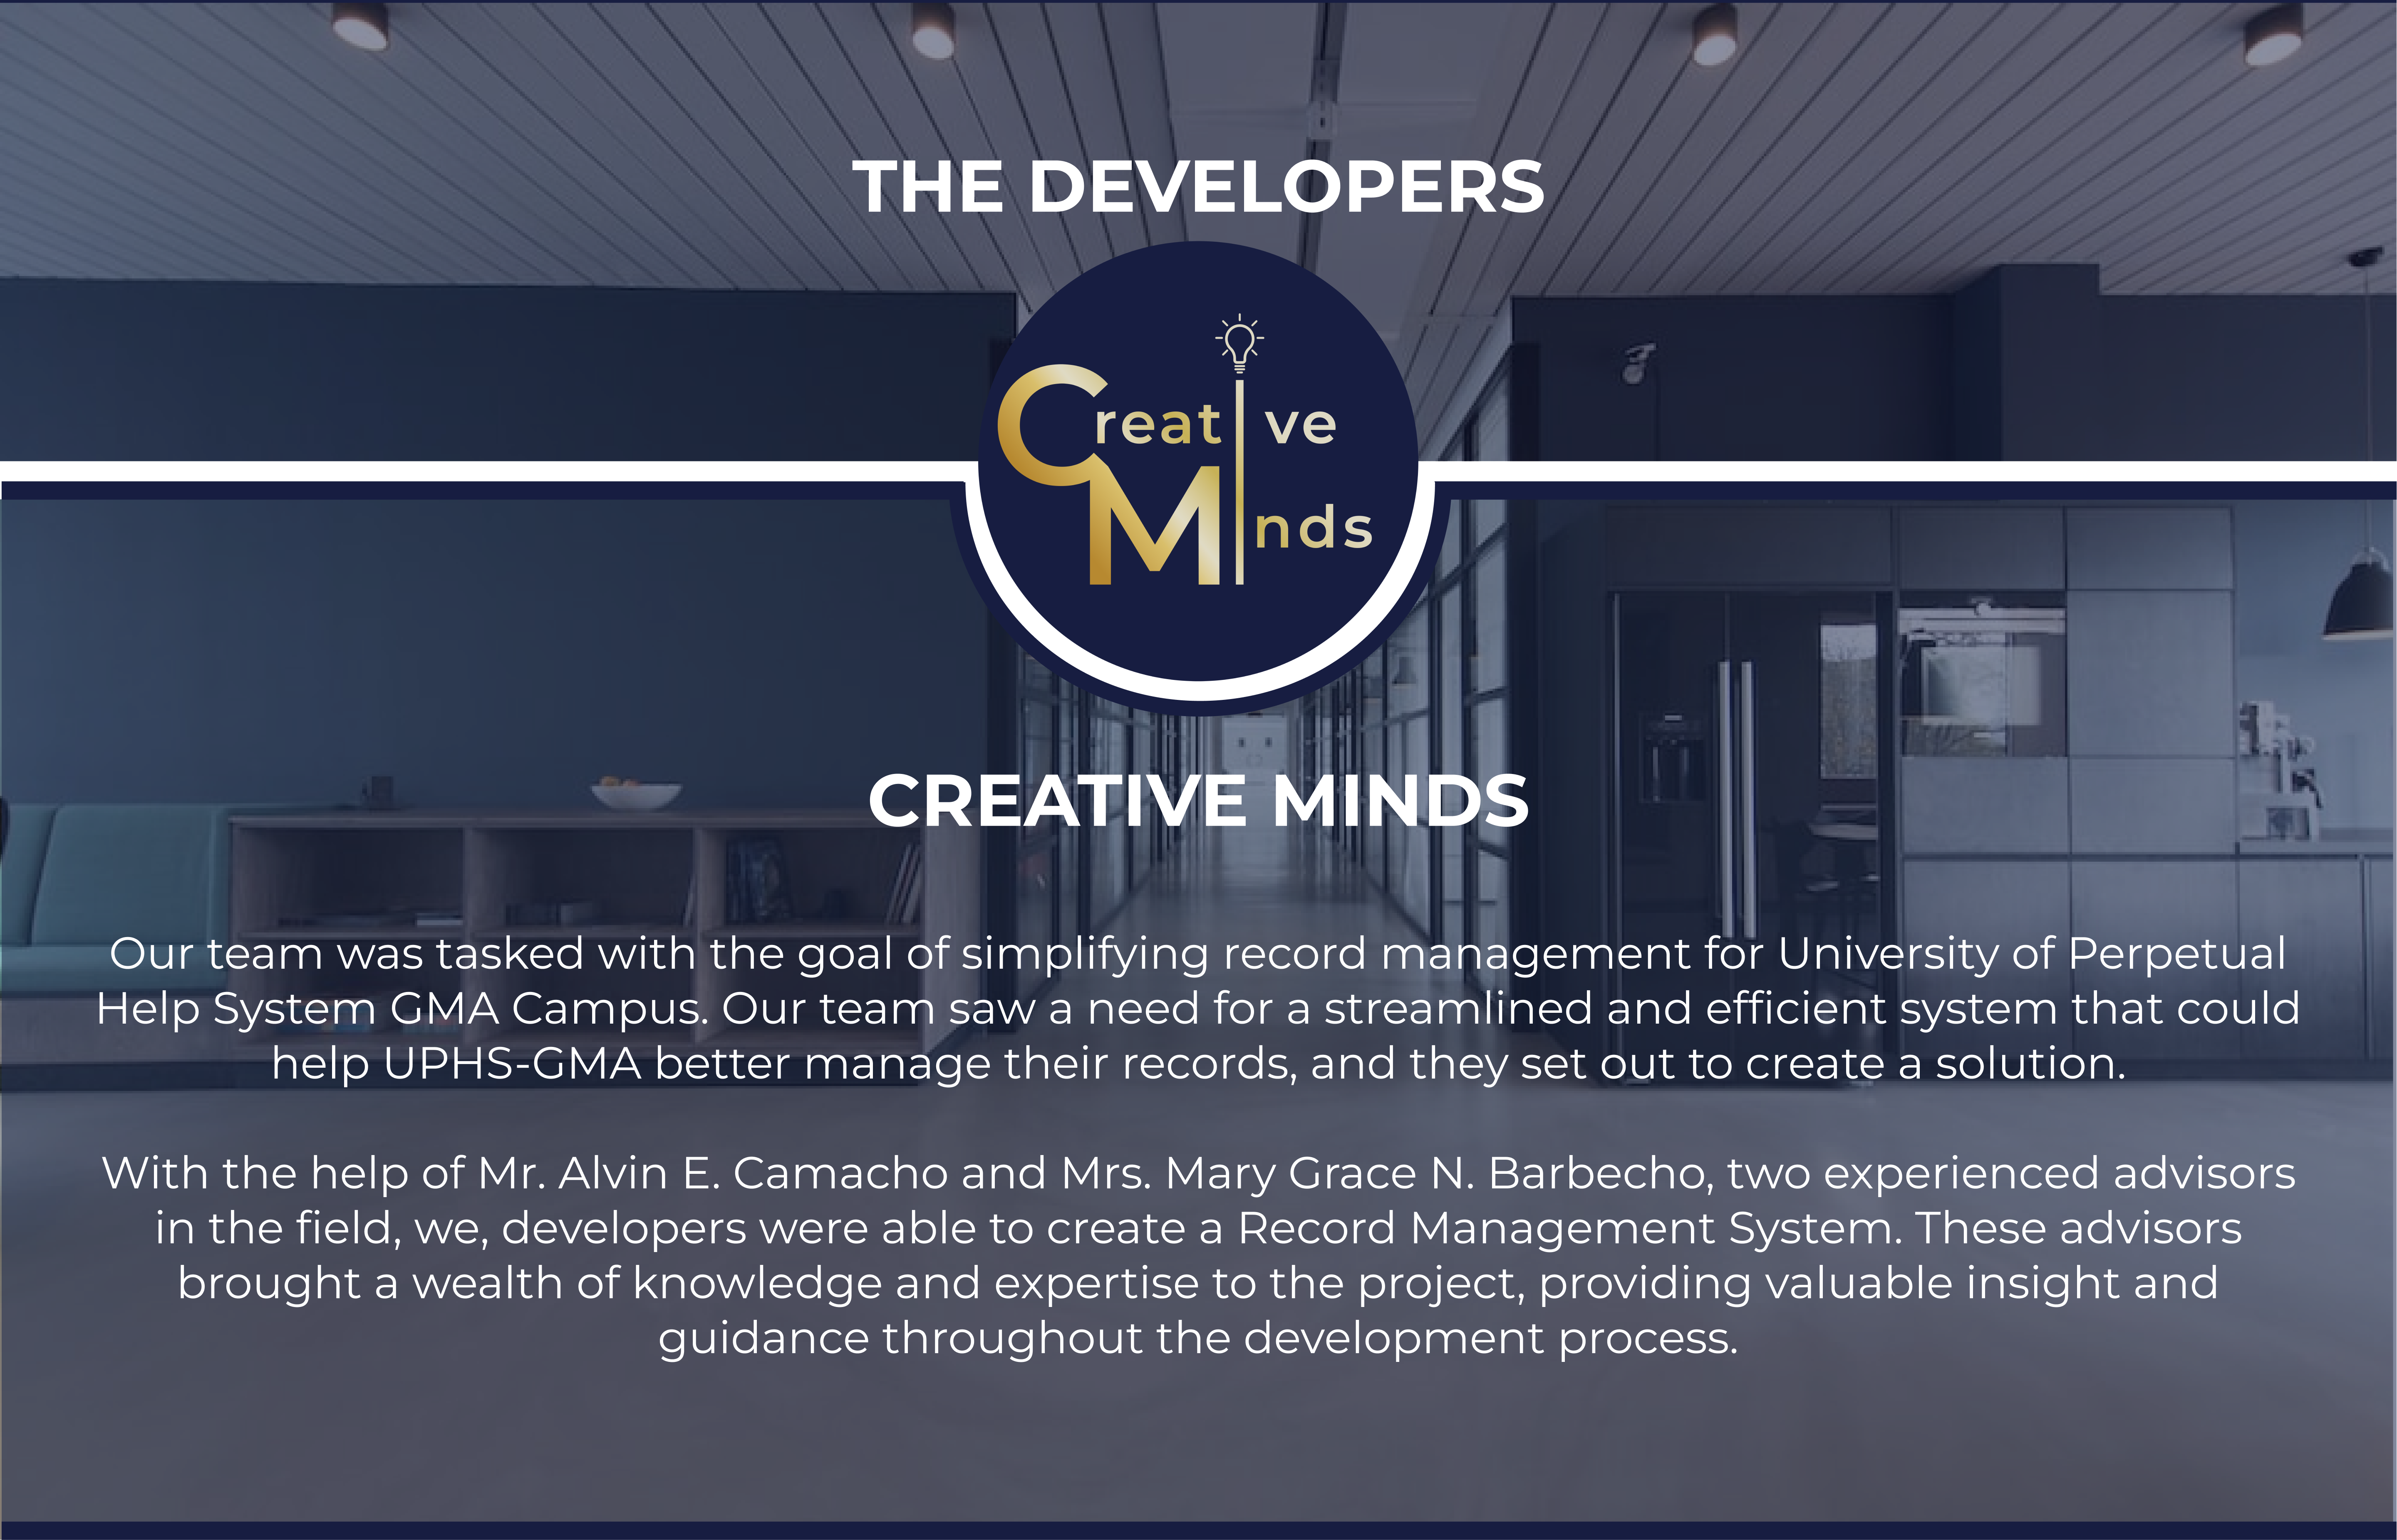 THE DEVELOPERS
Creative
Minds
CREATIVE MINDS
Our team was tasked with the goal of simplifying record management for University of Perpetual
Help System GMA Campus. Our team saw a need for a streamlined and efficient system that could
help UPHS-GMA better manage their records, and they set out to create a solution.
With the help of Mr. Alvin E. Camacho and Mrs. Mary Grace N. Barbecho, two experienced advisors
in the field, we, developers were able to create a Record Management System. These advisors
brought a wealth of knowledge and expertise to the project, providing valuable insight and
guidance throughout the development process.